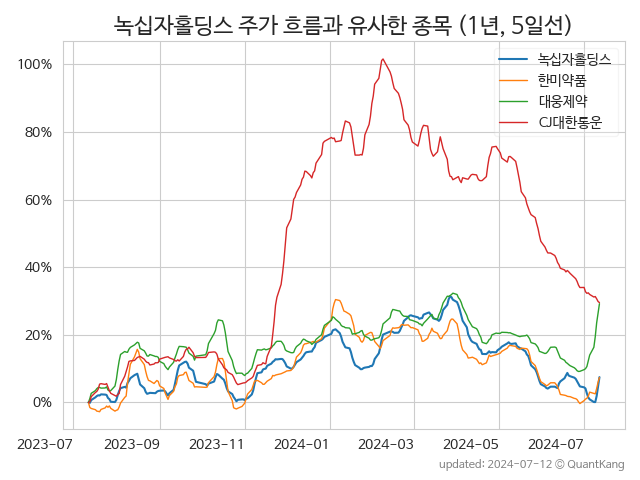 녹십자홀딩스 주가 흐름과 유사한 종목 (1년, 5일선)
녹십자홀딩스
한미약품
대웅제약
CJ대한통운
100%
80%
60%
40%
20%
0%
2023-07 2023-09 2023-11 2024-01 2024-03 2024-05 2024-07
updated: 2024-07-12 © QuantKang